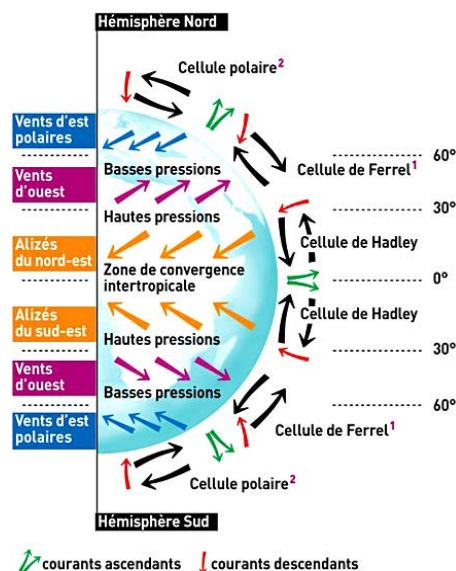 Hémisphère Nord
Cellule polaire²
Vents d'est
polaires
Basses pressions
60°
Cellule de Ferrel¹
Vents
d'ouest
Hautes pressions
30°
Alizés
du nord-est
Cellule de Hadley
Zone de convergence
intertropicale
0°
Cellule de Hadley
Alizés
du sud-est
Hautes pressions
30°
Vents
d'ouest
Basses pressions
60°
Vents d'est
polaires
Cellule de Ferrel¹
Cellule polaire²
Hémisphère Sud
courants ascendants
courants descendants